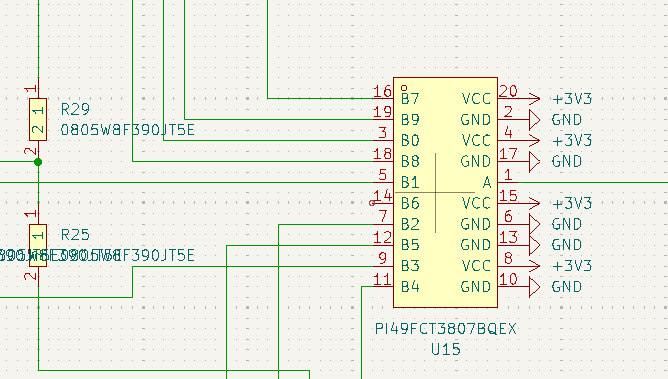 1
R29
0805W8F390JT5E
2 1
2
1
R25
2 1
2
16 B7 VCC 20 +3V3
19 B9 GND 2 GND
3 B0 VCC 4 +3V3
18 B8 GND 17 GND
5 B1 A 1
14 B6 VCC 15 +3V3
7 B2 GND 6 GND
12 B5 GND 13 GND
9 B3 VCC 8 +3V3
11 B4 GND 10 GND
PI49FCT3807BQEX
U15